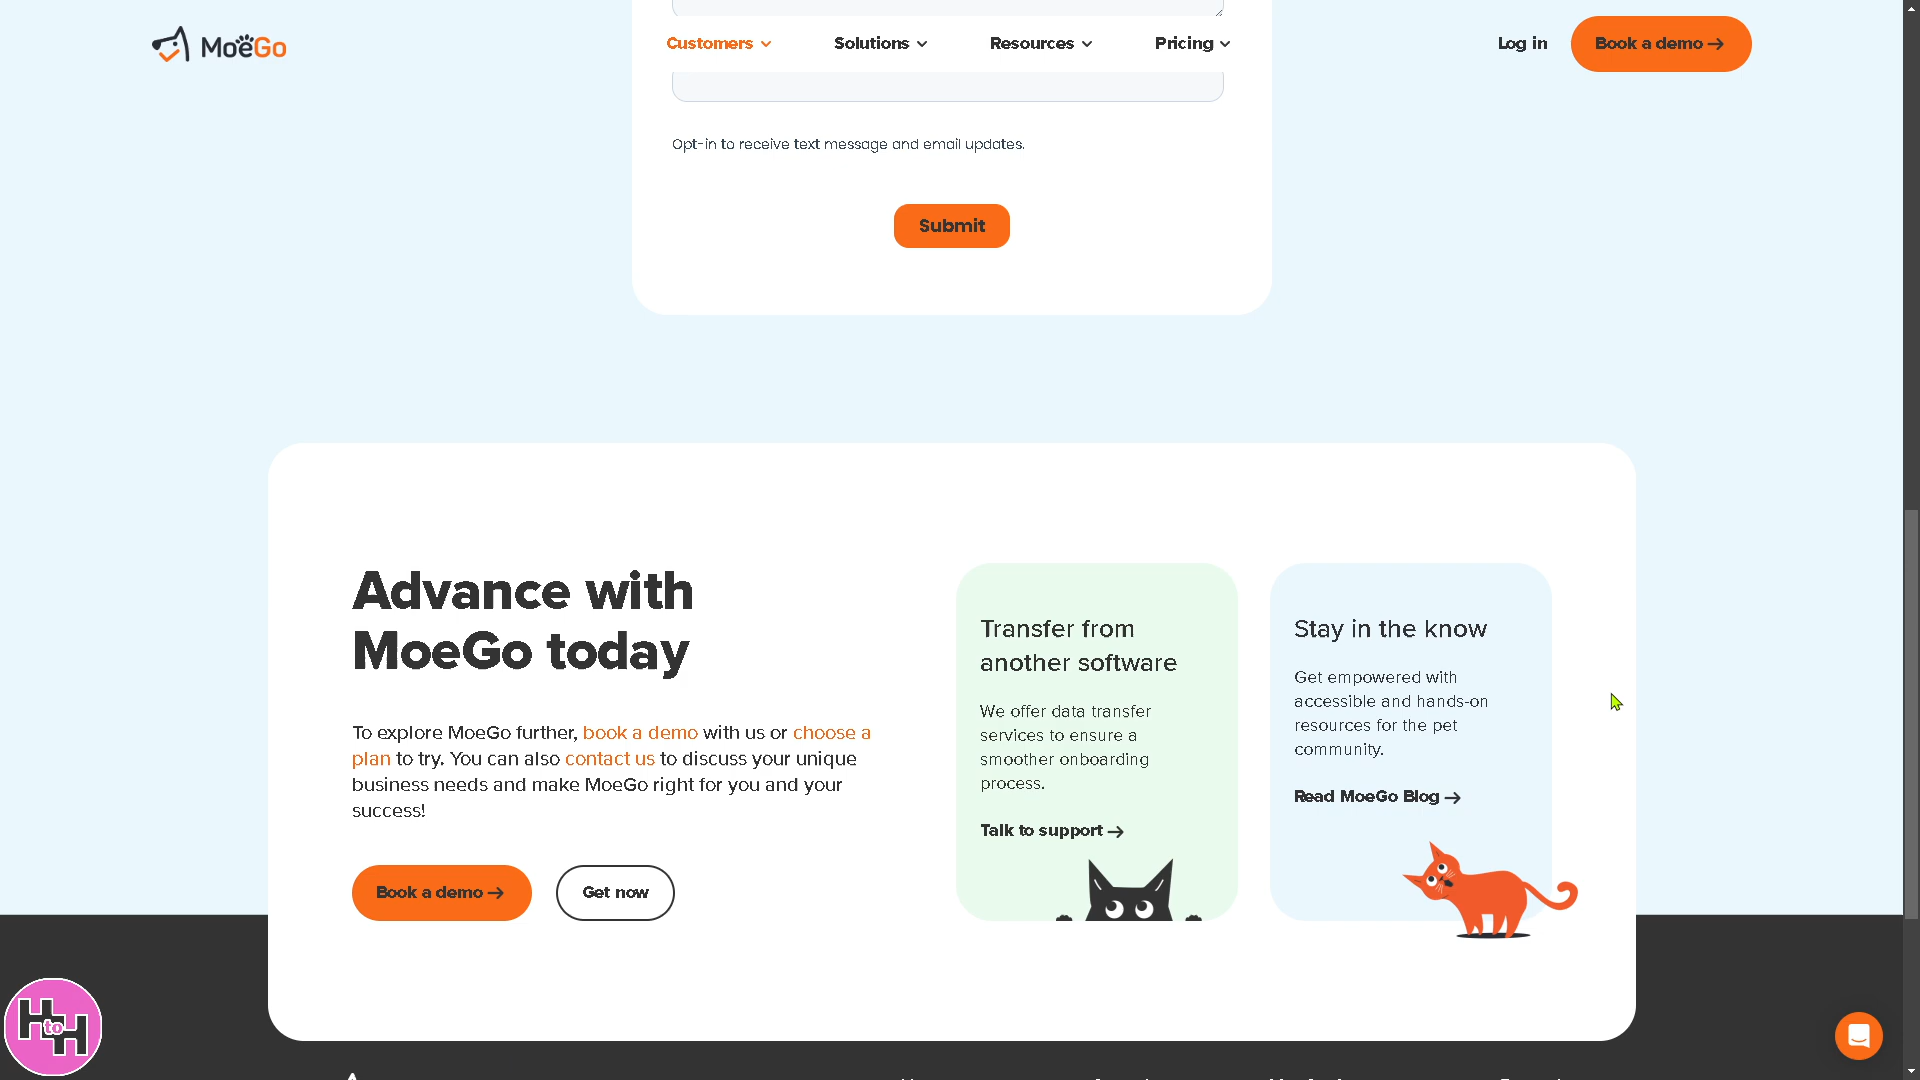 MoeGo
Customers
Solutions
Resources
Pricing
Log in
Book a demo
Opt-in to receive text message and email updates.
Submit
Advance with
MoeGo today
To explore MoeGo further, book a demo with us or choose a
plan to try. You can also contact us to discuss your unique
business needs and make MoeGo right for you and your
success!
Book a demo
Get now
Transfer from
another software
We offer data transfer
services to ensure a
smoother onboarding
process.
Talk to support
Stay in the know
Get empowered with
accessible and hands-on
resources for the pet
community.
Read MoeGo Blog
H to H